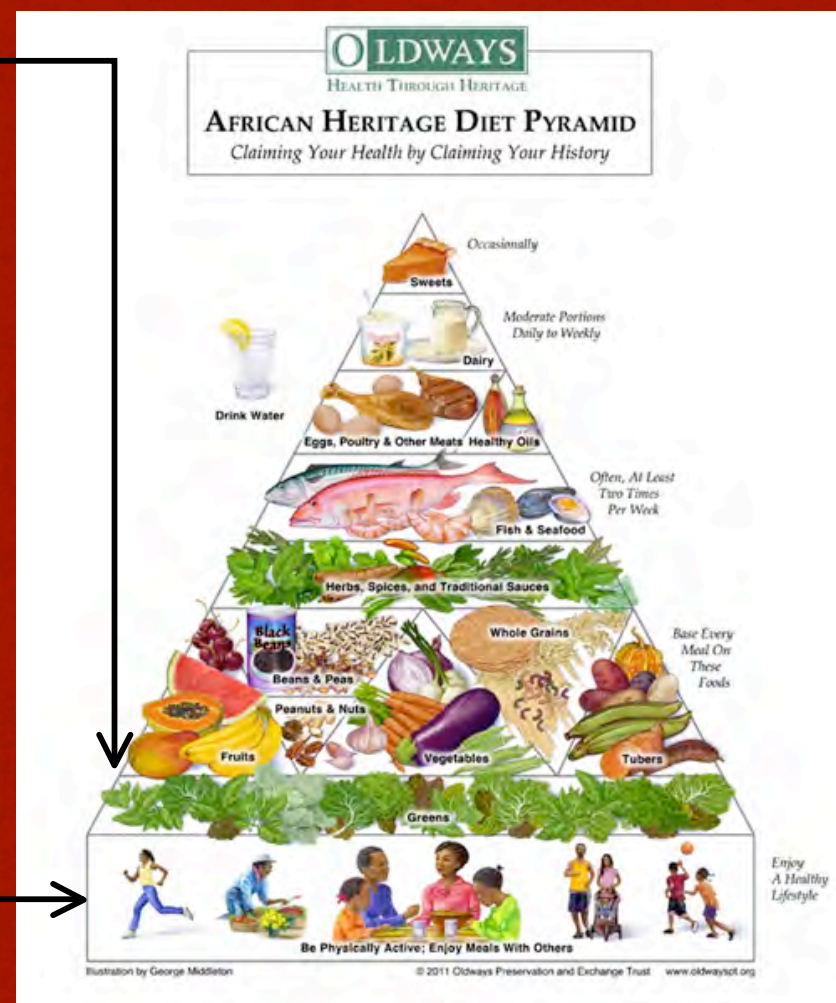 OLDWAYS
HEALTH THROUGH HERITAGE
AFRICAN HERITAGE DIET PYRAMID
Claiming Your Health by Claiming Your History
Occasionally
Sweets
Moderate Portions
Daily to Weekly
Dairy
Drink Water
Eggs, Poultry & Other Meats
Healthy Oils
Often, At Least
Two Times
Per Week
Fish & Seafood
Herbs, Spices, and Traditional Sauces
Black
Beans
Beans & Peas
Whole Grains
Base Every
Meal On
These
Foods
Peanuts & Nuts
Fruits
Vegetables
Tubers
Greens
Enjoy
A Healthy
Lifestyle
Be Physically Active; Enjoy Meals With Others
Illustration by George Middleton
© 2011 Oldways Preservation and Exchange Trust
www.oldwayspt.org